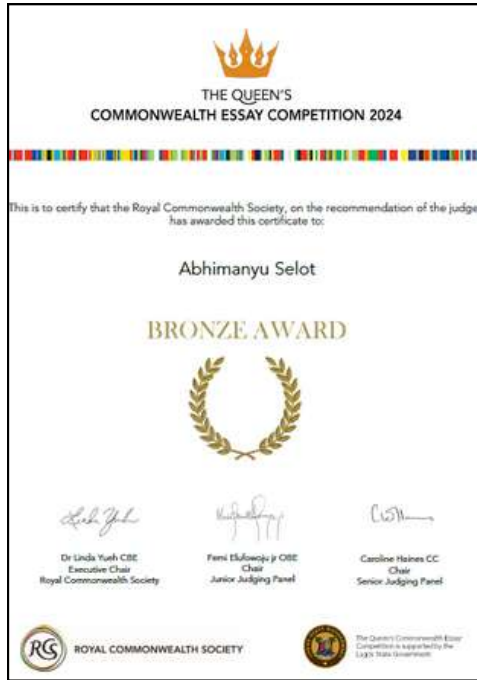 THE QUEEN'S
COMMONWEALTH ESSAY COMPETITION 2024
This is to certify that the Royal Commonwealth Society, on the recommendation of the judge
has awarded this certificate to:
Abhimanyu Selot
BRONZE AWARD
Dr Linda Yueh CBE
Executive Chair
Royal Commonwealth Society
Femi Elufowoju jr OBE
Chair
Junior Judging Panel
Caroline Haines CC
Chair
Senior Judging Panel
RCS
ROYAL COMMONWEALTH SOCIETY
The Queen's Commonwealth Essay
Competition is supported by the
Lagos State Government